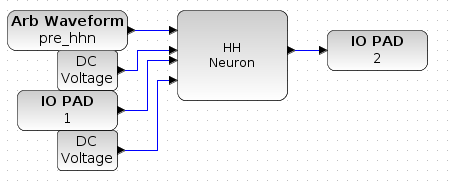 Arb Waveform
pre_hhn
DC
Voltage
IO PAD
1
DC
Voltage
HH
Neuron
IO PAD
2